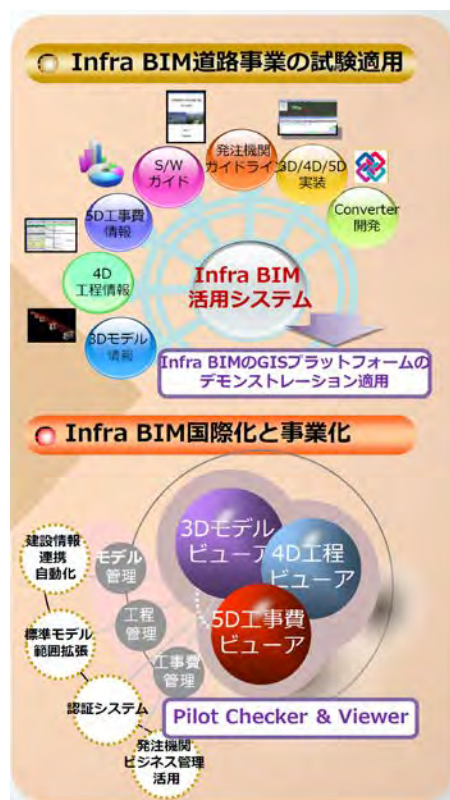 Infra BIM道路事業の試験適用
S/W
ガイド
発注機関
ガイドライン
3D/4D/5D
実装
Converter
開発
5D工事費
情報
4D
工程情報
3Dモデル
情報
Infra BIM
活用システム
Infra BIMのGISプラットフォームの
デモンストレーション適用
Infra BIM国際化と事業化
3Dモデル
ビューア
4D工程
ビューア
5D工事費
ビューア
建設情報
連携
自動化
モデル
管理
標準モデル
範囲拡張
工程
管理
工事費
管理
認証システム
発注機関
ビジネス管理
活用
Pilot Checker & Viewer